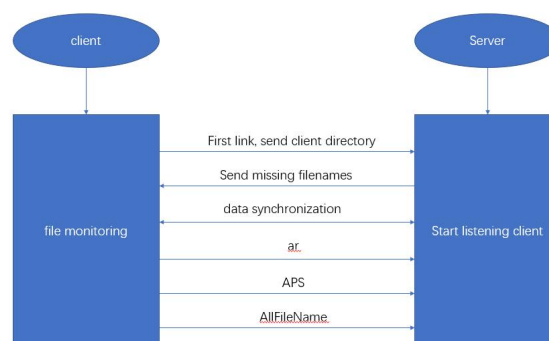 client
Server
First link, send client directory
Send missing filenames
data synchronization
file monitoring
Start listening client
ar
APS
AllFileName